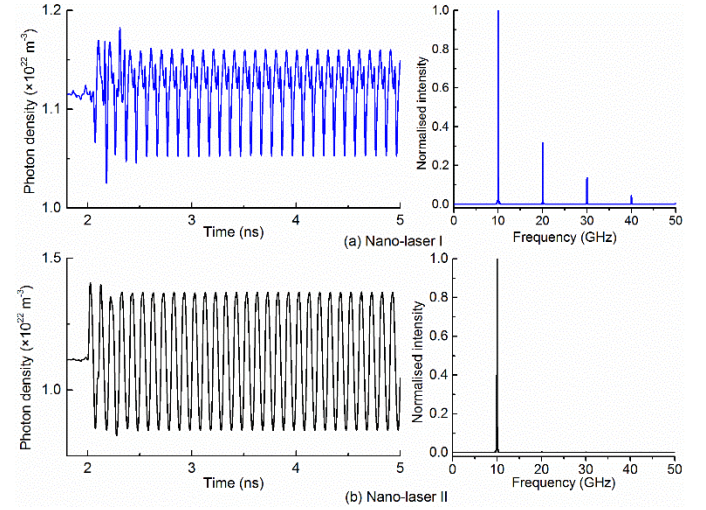 1.2
1.1
1.0
Photon density (×10²² m⁻³)
2 3 4 5
Time (ns)
1.0
0.8
0.6
0.4
0.2
0.0
Normalised intensity
0 10 20 30 40 50
Frequency (GHz)
(a) Nano-laser I
1.5
1.0
Photon density (×10²² m⁻³)
2 3 4 5
Time (ns)
1.0
0.8
0.6
0.4
0.2
0.0
Normalised intensity
0 10 20 30 40 50
Frequency (GHz)
(b) Nano-laser II